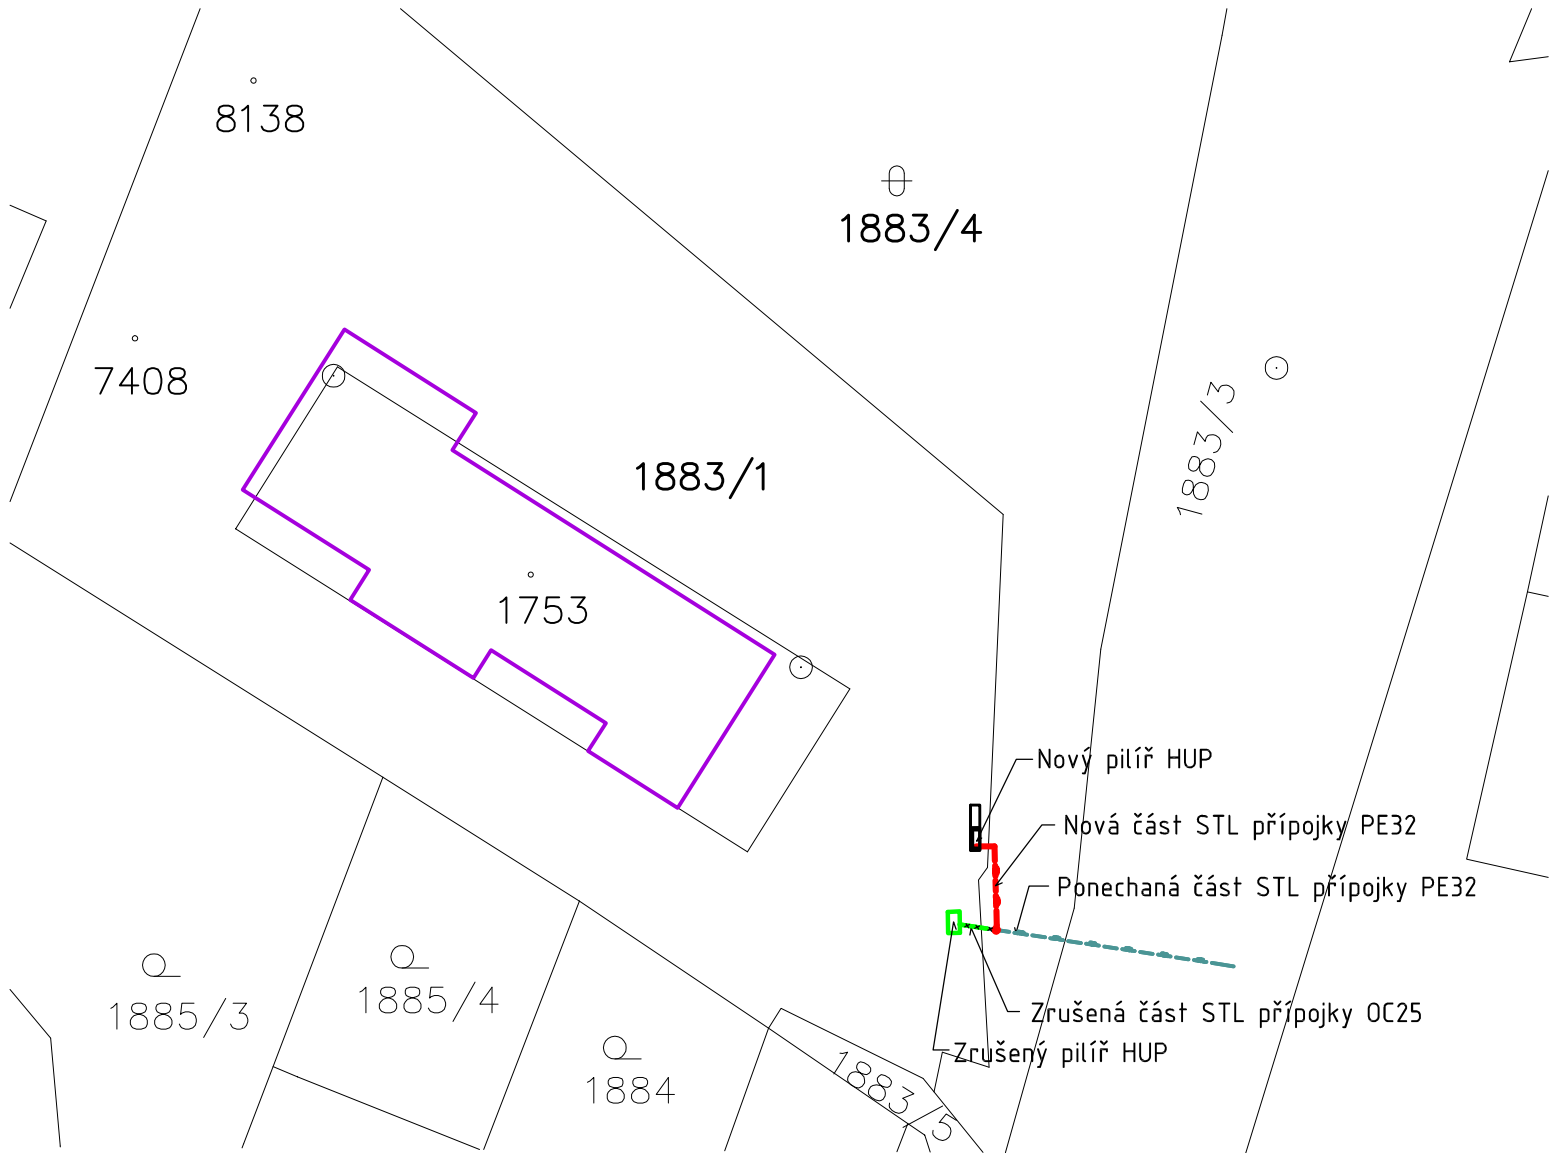 8138
1883/4
7408
1883/3
1883/1
1753
Nový pilíř HUP
Nová část STL přípojky PE32
Ponechaná část STL přípojky PE32
1885/3
1885/4
Zrušená část STL přípojky OC25
Zrušený pilíř HUP
1884
1883/5